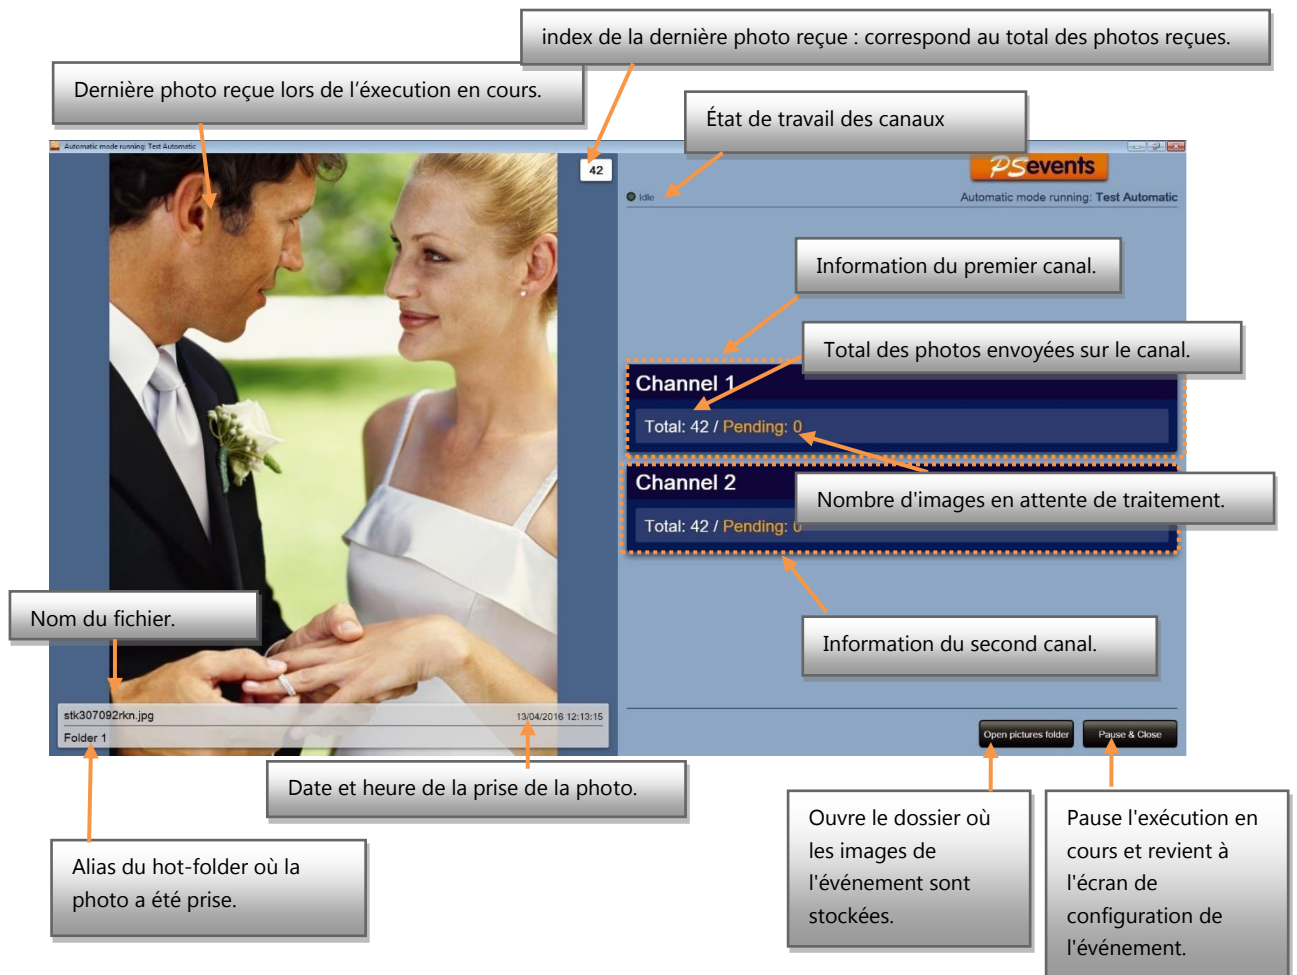 index de la dernière photo reçue : correspond au total des photos reçues.
Dernière photo reçue lors de l'éxecution en cours.
État de travail des canaux
Automatic mode running: Test Automatic
42
PSevents
Idle
Automatic mode running: Test Automatic
Information du premier canal.
Total des photos envoyées sur le canal.
Channel 1
Total: 42 / Pending: 0
Channel 2
Nombre d'images en attente de traitement.
Total: 42 / Pending: 0
Nom du fichier.
Information du second canal.
stk307092rkn.jpg
13/04/2016 12:13:15
Folder 1
Open pictures folder
Pause & Close
Date et heure de la prise de la photo.
Alias du hot-folder où la
photo a été prise.
Ouvre le dossier où
les images de
l'événement sont
stockées.
Pause l'exécution en
cours et revient à
l'écran de
configuration de
l'événement.